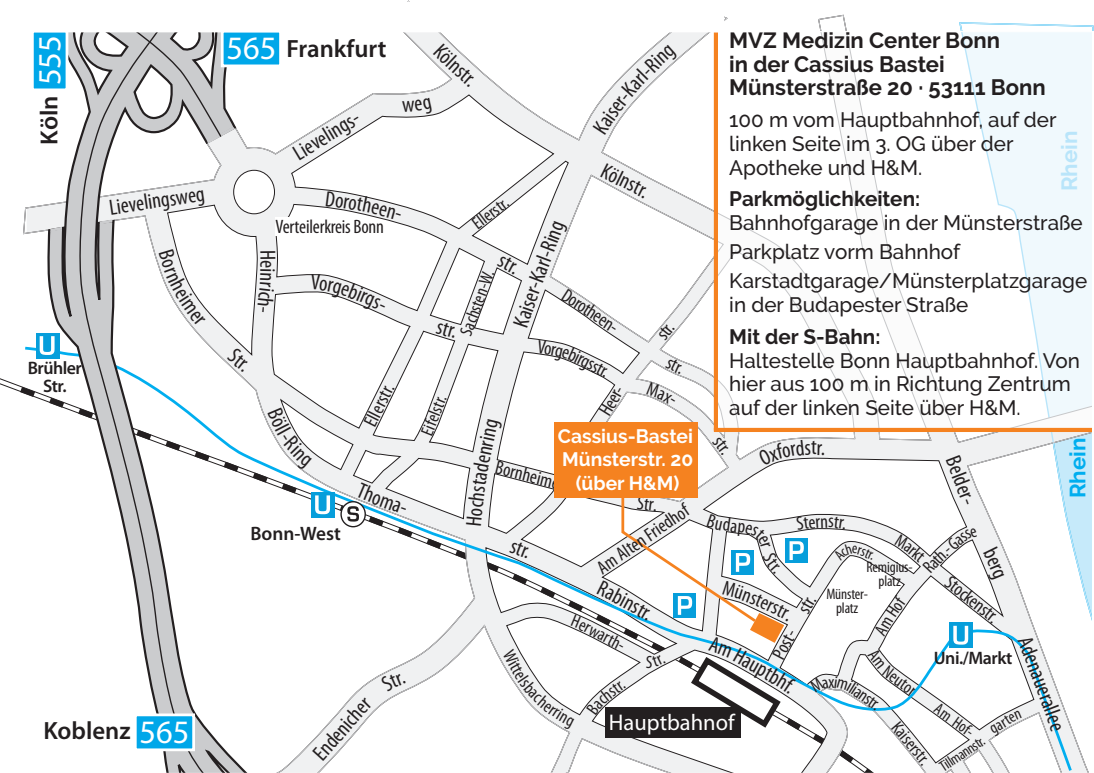 555
Köln
565 Frankfurt
MVZ Medizin Center Bonn
in der Cassius Bastei
Münsterstraße 20 · 53111 Bonn
100 m vom Hauptbahnhof, auf der
linken Seite im 3. OG über der
Apotheke und H&M.
Parkmöglichkeiten:
Bahnhofgarage in der Münsterstraße
Parkplatz vorm Bahnhof
Karstadtgarage/Münsterplatzgarage
in der Budapester Straße
Mit der S-Bahn:
Haltestelle Bonn Hauptbahnhof. Von
hier aus 100 m in Richtung Zentrum
auf der linken Seite über H&M.
Rhein
Rhein
Kölnstr.
Kaiser-Karl-Ring
Lievelings-
weg
Kölnstr.
Lievelingsweg
Dorotheen-
Ellerstr.
Verteilerkreis Bonn
Bornheimer
Heinrich-
Kaiser-Karl-Ring
str.
Vorgebirgs-
Sachsten-W.
Dorotheen-
str.
str.
str.
U
Brühler
Str.
Str.
Vorgebirgsstr.
str.
Heer-
Max-
Ellerstr.
Eifelstr.
Böll-Ring
str.
Cassius-Bastei
Münsterstr. 20
(über H&M)
Oxfordstr.
Hochstadenring
Bornheim
Str.
Belder-
berg
Thoma-
str.
U
S
Bonn-West
Am Alten Friedhof
Budapester
Str.
Sternstr.
Markt
Rath.-Gasse
P
P
Acherstr.
Remigius-
platz
Stockenstr.
Rabinstr.
P
Münsterstr.
str.
Münster-
platz
Am Hof
Herwarth-
Str.
Am Hauptbhf.
Post-
U
Uni./Markt
Wittelsbacherring
Bachstr.
Maximilianstr.
Am Neutor
Adenauerallee
Endenicher
Str.
Hauptbahnhof
Kaiserstr.
Am Hof-
garten
Tillmannstr.
Koblenz 565